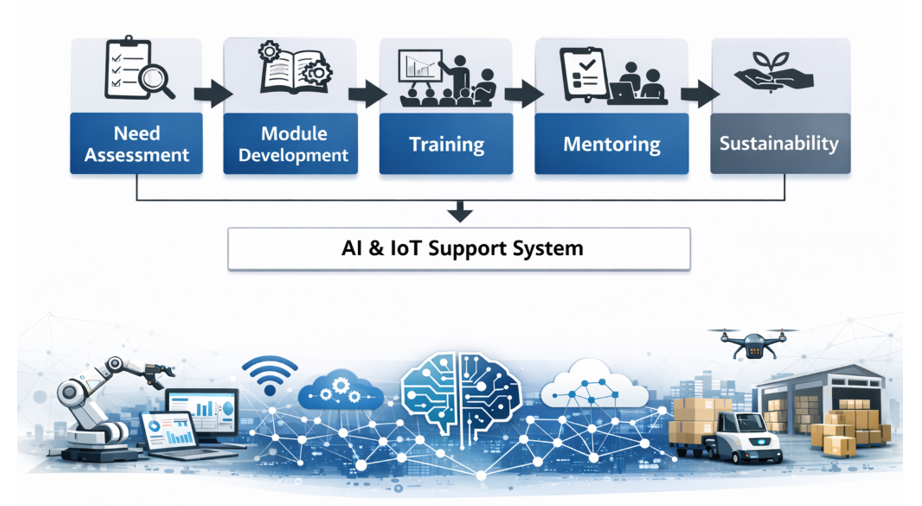 Need
Assessment
Module
Development
Training
Mentoring
Sustainability
AI & IoT Support System